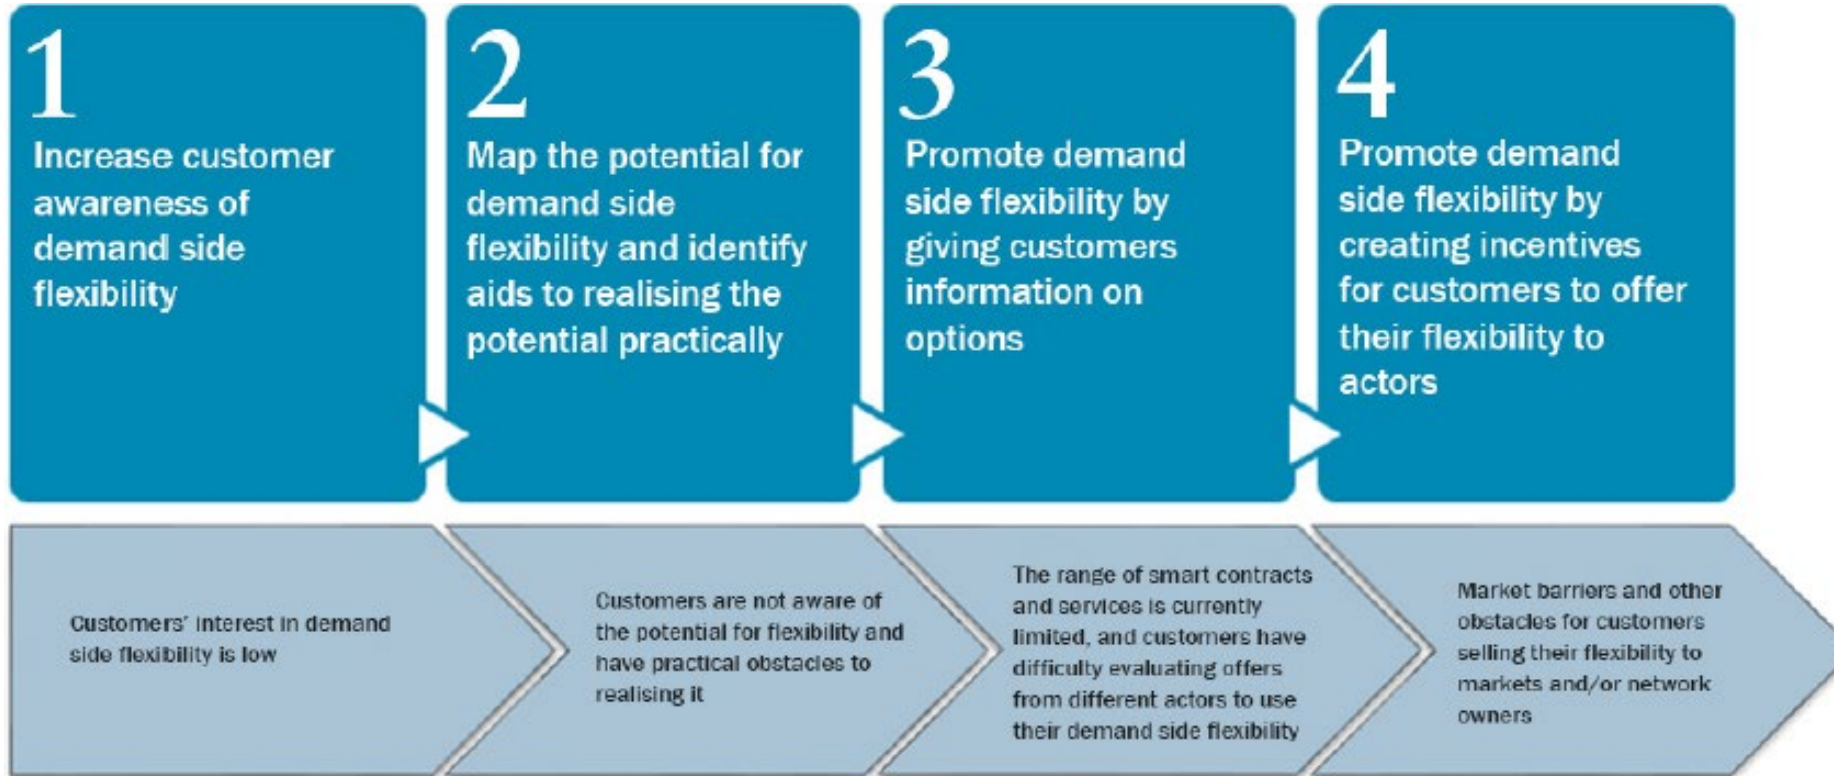 1
Increase customer
awareness of
demand side
flexibility
2
Map the potential for
demand side
flexibility and identify
aids to realising the
potential practically
3
Promote demand
side flexibility by
giving customers
information on
options
4
Promote demand
side flexibility by
creating incentives
for customers to offer
their flexibility to
actors
Customers' interest in demand
side flexibility is low
Customers are not aware of
the potential for flexibility and
have practical obstacles to
realising it
The range of smart contracts
and services is currently
limited, and customers have
difficulty evaluating offers
from different actors to use
their demand side flexibility
Market barriers and other
obstacles for customers
selling their flexibility to
markets and/or network
owners